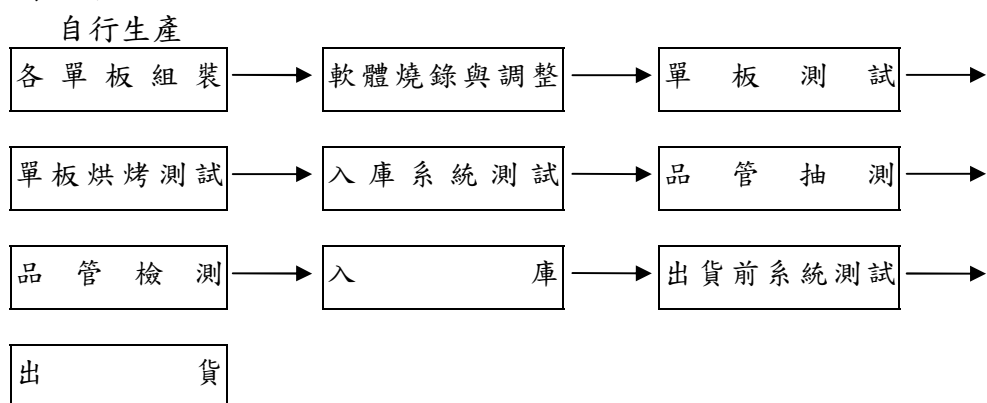 自行生產
各單板組裝 軟體燒錄與調整 單板測試
單板烘烤測試 入庫系統測試 品管抽測
品管檢測 入庫 出貨前系統測試
出貨